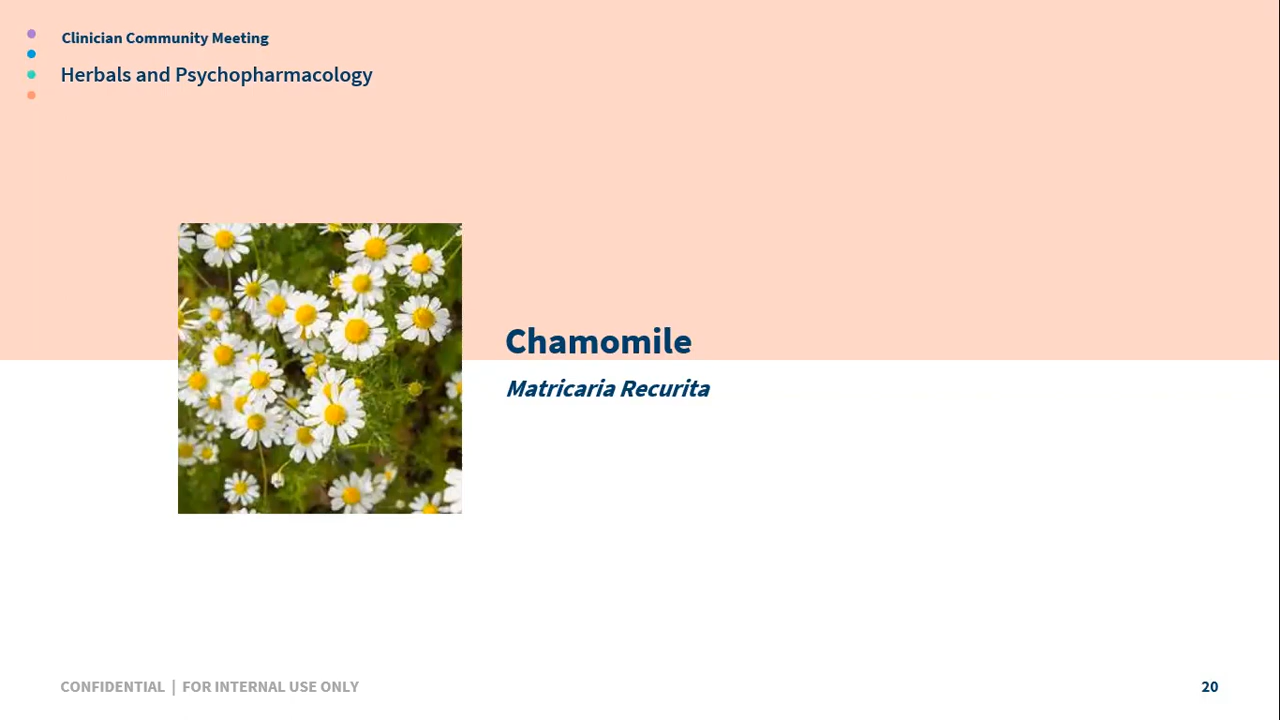 Clinician Community Meeting
Herbals and Psychopharmacology
Chamomile
Matricaria Recurita
CONFIDENTIAL | FOR INTERNAL USE ONLY
20